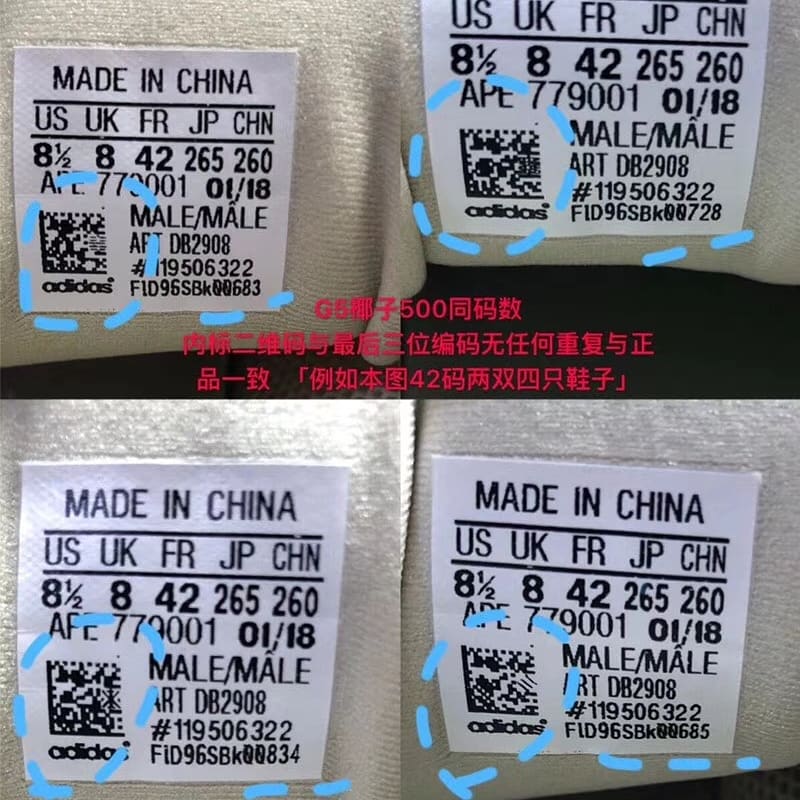 MADE IN CHINA
US UK FR JP CHN
8½ 8 42 265 260
APE 779001 01/18
MALE/MÂLE
ART DB2908
#119506322
adidas
F1D96SBk00683
US UK FR JP CHN
8½ 8 42 265 260
APE 779001 01/18
MALE/MÂLE
ART DB2908
#119506322
adidas
F1D96SBk00728
G5椰子500同码数
内标二维码与最后三位编码无任何重复与正
品一致 「例如本图42码两双四只鞋子」
MADE IN CHINA
US UK FR JP CHN
8½ 8 42 265 260
APE 779001 01/18
MALE/MÂLE
ART DB2908
#119506322
adidas
F1D96SBk00834
MADE IN CHINA
US UK FR JP CHN
8½ 8 42 265 260
APE 779001 01/18
MALE/MÂLE
ART DB2908
#119506322
adidas
F1D96SBk00685